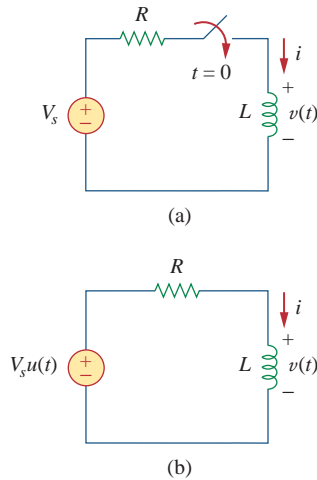 R
i
t = 0
+
V_s
+
−
L
v(t)
−
(a)
R
i
+
V_s u(t)
+
−
L
v(t)
−
(b)